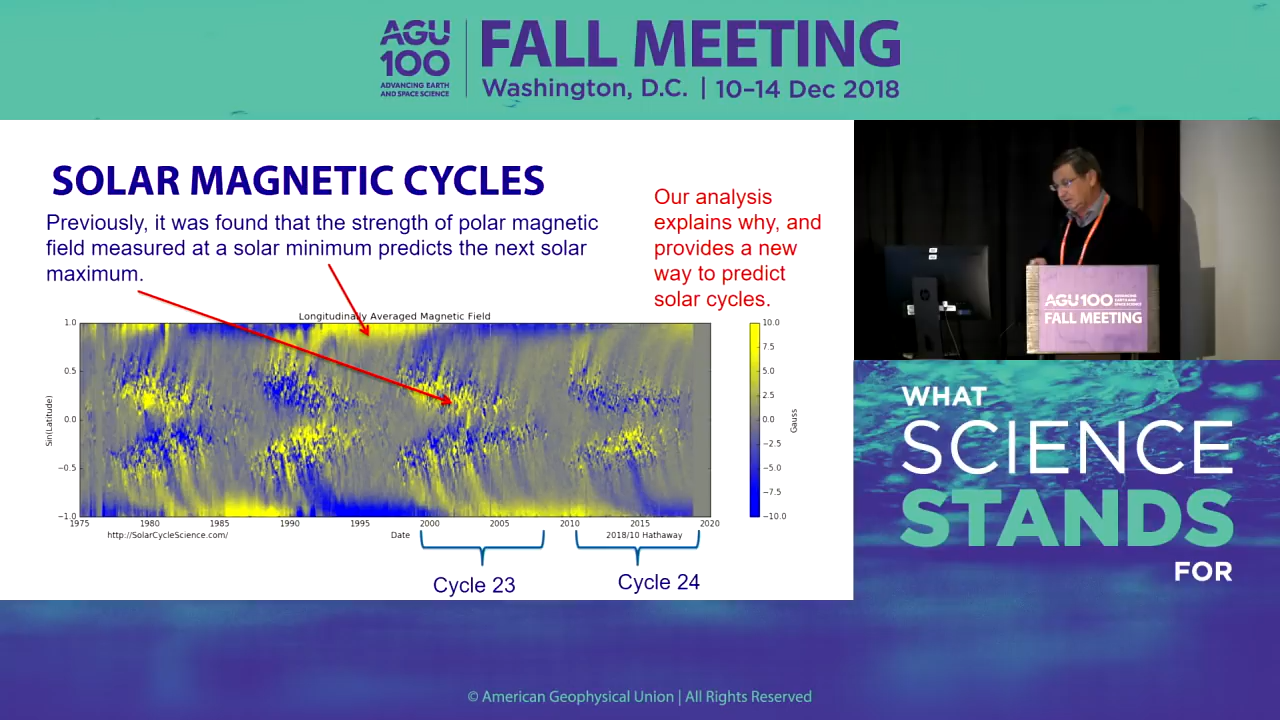 AGU
100
ADVANCING EARTH
AND SPACE SCIENCE
FALL MEETING
Washington, D.C. | 10–14 Dec 2018
SOLAR MAGNETIC CYCLES
Previously, it was found that the strength of polar magnetic
field measured at a solar minimum predicts the next solar
maximum.
Our analysis
explains why, and
provides a new
way to predict
solar cycles.
Longitudinally Averaged Magnetic Field
1.0
0.5
0.0
−0.5
−1.0
Sin(Latitude)
1975 1980 1985 1990 1995 2000 2005 2010 2015 2020
http://SolarCycleScience.com/ Date 2018/10 Hathaway
10.0
7.5
5.0
2.5
0.0
−2.5
−5.0
−7.5
−10.0
Gauss
Cycle 23
Cycle 24
AGU100 ADVANCING
EARTH AND
SPACE SCIENCE
FALL MEETING
WHAT
SCIENCE
STANDS
FOR
© American Geophysical Union | All Rights Reserved